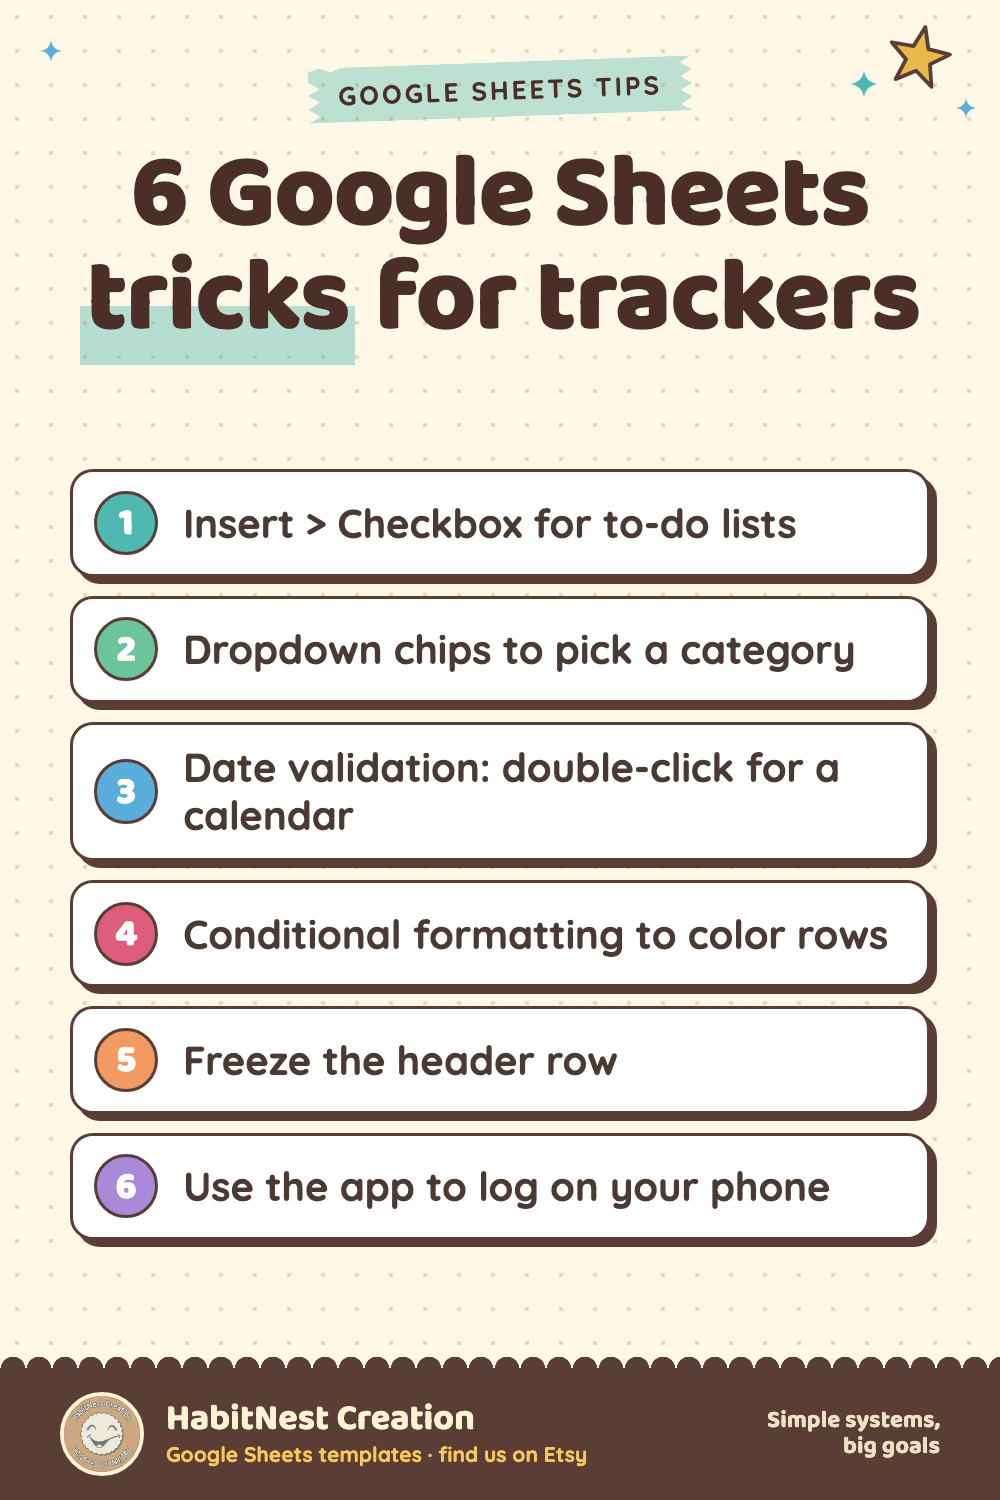 GOOGLE SHEETS TIPS
6 Google Sheets
tricks for trackers
1 Insert > Checkbox for to-do lists
2 Dropdown chips to pick a category
3 Date validation: double-click for a
calendar
4 Conditional formatting to color rows
5 Freeze the header row
6 Use the app to log on your phone
HabitNest Creation
HabitNest Creation
Google Sheets templates · find us on Etsy
Simple systems,
big goals